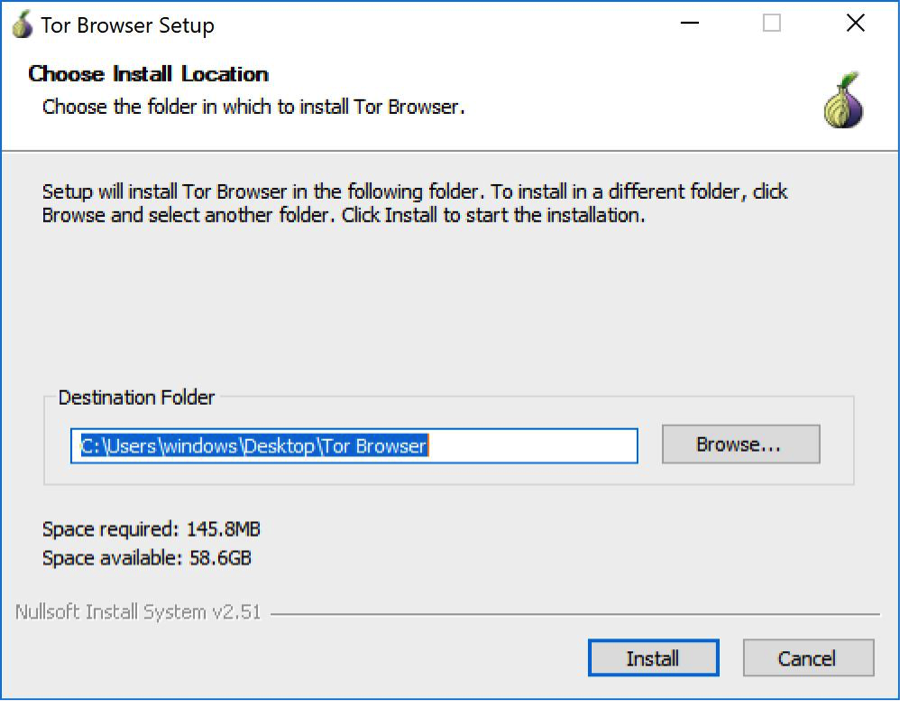 Tor Browser Setup
Choose Install Location
Choose the folder in which to install Tor Browser.
Setup will install Tor Browser in the following folder. To install in a different folder, click
Browse and select another folder. Click Install to start the installation.
Destination Folder
C:\Users\windows\Desktop\Tor Browser
Browse...
Space required: 145.8MB
Space available: 58.6GB
Nullsoft Install System v2.51
Install
Cancel